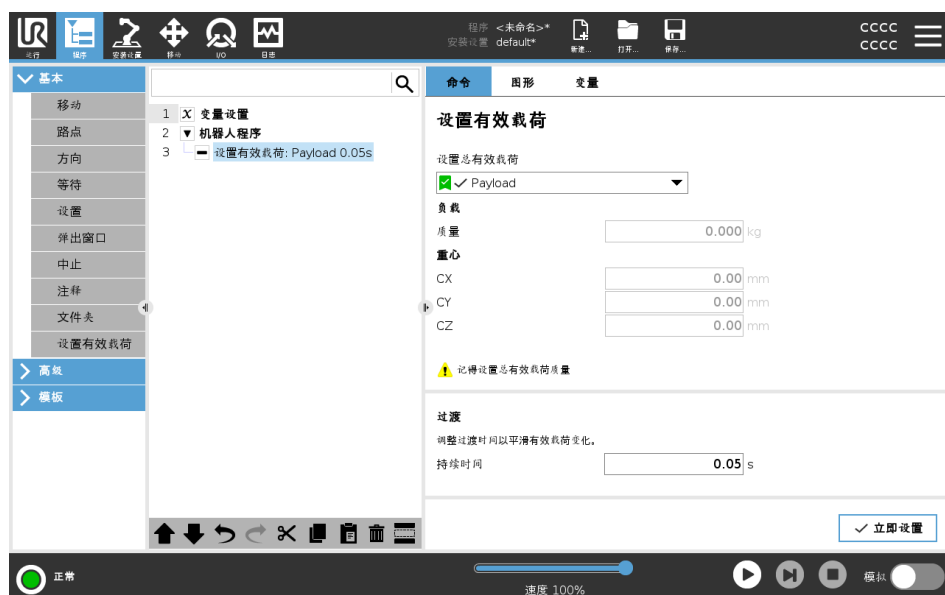 程序 <未命名>*
安装设置 default*
UR
运行
程序
安装设置
移动
I/O
日志
新建...
打开...
保存...
CCCC
CCCC
基本
移动
路点
方向
等待
设置
弹出窗口
中止
注释
文件夹
设置有效载荷
高级
模板
1 X 变量设置
2 机器人程序
3 设置有效载荷: Payload 0.05s
命令 图形 变量
设置有效载荷
设置总有效载荷
Payload
负载
质量 0.000 kg
重心
CX 0.00 mm
CY 0.00 mm
CZ 0.00 mm
记得设置总有效载荷质量
过渡
调整过渡时间以平滑有效载荷变化。
持续时间 0.05 s
立即设置
正常
速度 100%
模拟